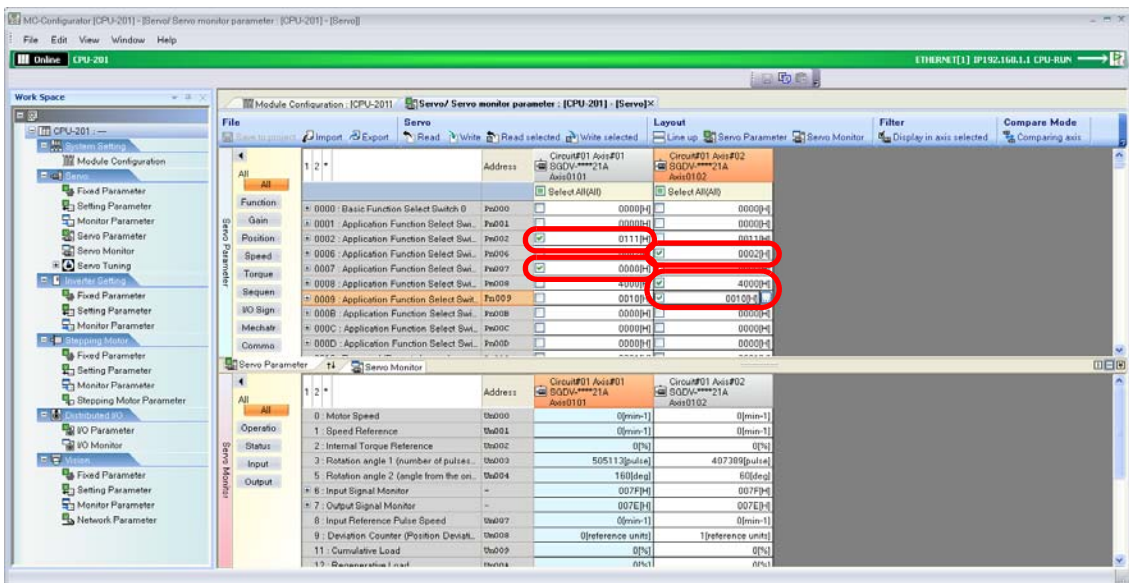 MC-Configurator [CPU-201] - [Servo/ Servo monitor parameter : [CPU-201] - [Servo]]
File Edit View Window Help
Online CPU-201 ETHERNET[1] IP192.168.1.1 CPU-RUN
Work Space
Module Configuration : [CPU-201] Servo/ Servo monitor parameter : [CPU-201] - [Servo]
File Servo Layout Filter Compare Mode
Save to project Import Export Read Write Read selected Write selected Line up Servo Parameter Servo Monitor Display in axis selected Comparing axis
CPU-201 : ---
System Setting
Module Configuration
Servo
Fixed Parameter
Setting Parameter
Monitor Parameter
Servo Parameter
Servo Monitor
Servo Tuning
Inverter Setting
Fixed Parameter
Setting Parameter
Monitor Parameter
Stepping Motor
Fixed Parameter
Setting Parameter
Monitor Parameter
Stepping Motor Parameter
Distributed I/O
I/O Parameter
I/O Monitor
Vision
Fixed Parameter
Setting Parameter
Monitor Parameter
Network Parameter
Servo Parameter
All
All
Function
Gain
Position
Speed
Torque
Sequen
I/O Sign
Mechatr
Commo
1 2 * Address Circuit#01 Axis#01 Circuit#01 Axis#02
SGDV-****21A SGDV-****21A
Axis0101 Axis0102
Select All(All) Select All(All)
0000 : Basic Function Select Switch 0 Pn000 0000[H] 0000[H]
0001 : Application Function Select Swi... Pn001 0000[H] 0000[H]
0002 : Application Function Select Swi... Pn002 0111[H] 0011[H]
0006 : Application Function Select Swi... Pn006 0002[H]
0007 : Application Function Select Swi... Pn007 0000[H]
0008 : Application Function Select Swi... Pn008 4000[H] 4000[H]
0009 : Application Function Select Swit... Pn009 0010[H] 0010[H] ...
000B : Application Function Select Swi... Pn00B 0000[H] 0000[H]
000C : Application Function Select Swi... Pn00C 0000[H] 0000[H]
000D : Application Function Select Swi... Pn00D 0000[H] 0000[H]
Servo Parameter Servo Monitor
Servo Monitor
All
All
Operatio
Status
Input
Output
1 2 * Address Circuit#01 Axis#01 Circuit#01 Axis#02
SGDV-****21A SGDV-****21A
Axis0101 Axis0102
0 : Motor Speed Un000 0[min-1] 0[min-1]
1 : Speed Reference Un001 0[min-1] 0[min-1]
2 : Internal Torque Reference Un002 0[%] 0[%]
3 : Rotation angle 1 (number of pulses... Un003 505113[pulse] 407389[pulse]
5 : Rotation angle 2 (angle from the ori... Un004 160[deg] 60[deg]
6 : Input Signal Monitor - 007F[H] 007F[H]
7 : Output Signal Monitor - 007E[H] 007E[H]
8 : Input Reference Pulse Speed Un007 0[min-1] 0[min-1]
9 : Deviation Counter (Position Deviati... Un008 0[reference units] 1[reference units]
11 : Cumulative Load Un009 0[%] 0[%]
12 : Regenerative Load Un00A 0[%] 0[%]